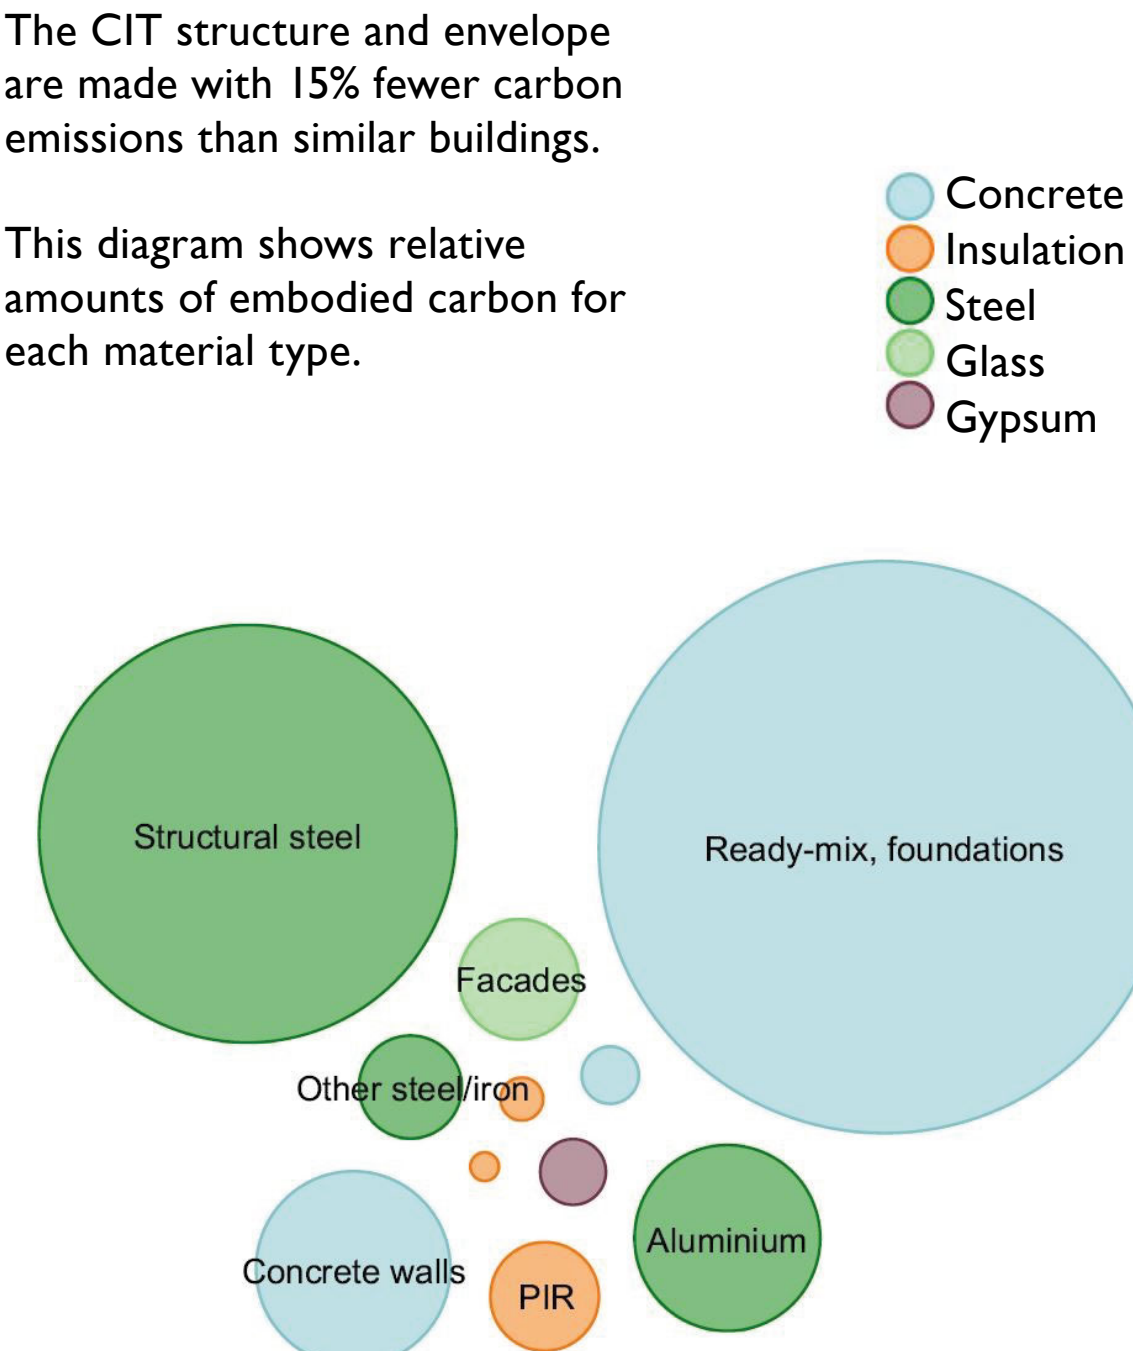 The CIT structure and envelope
are made with 15% fewer carbon
emissions than similar buildings.
This diagram shows relative
amounts of embodied carbon for
each material type.
Concrete
Insulation
Steel
Glass
Gypsum
Structural steel
Ready-mix, foundations
Facades
Other steel/iron
Aluminium
Concrete walls
PIR